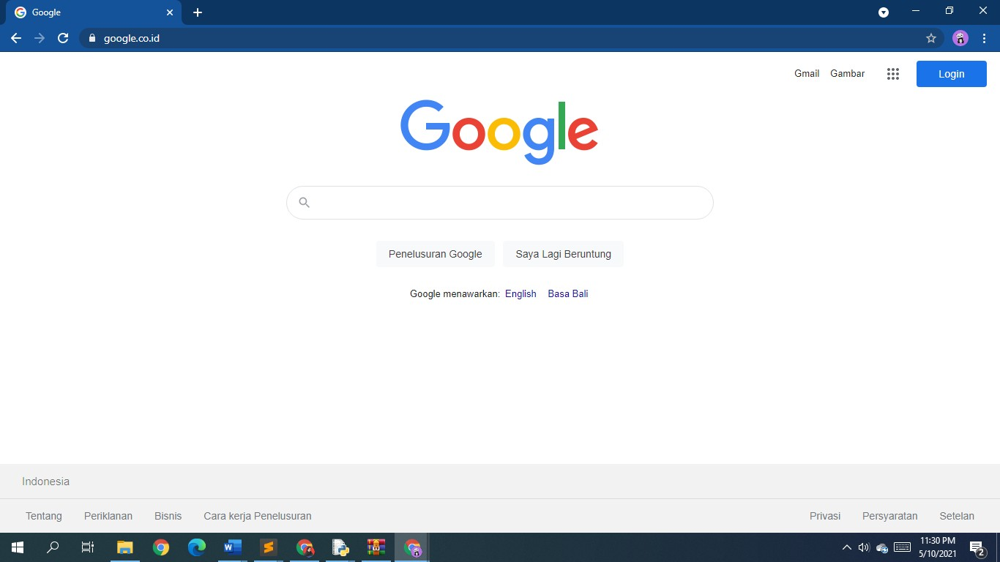 Google
google.co.id
Gmail Gambar Login
Google
Penelusuran Google Saya Lagi Beruntung
Google menawarkan: English Basa Bali
Indonesia
Tentang Periklanan Bisnis Cara kerja Penelusuran Privasi Persyaratan Setelan
11:30 PM
5/10/2021
2